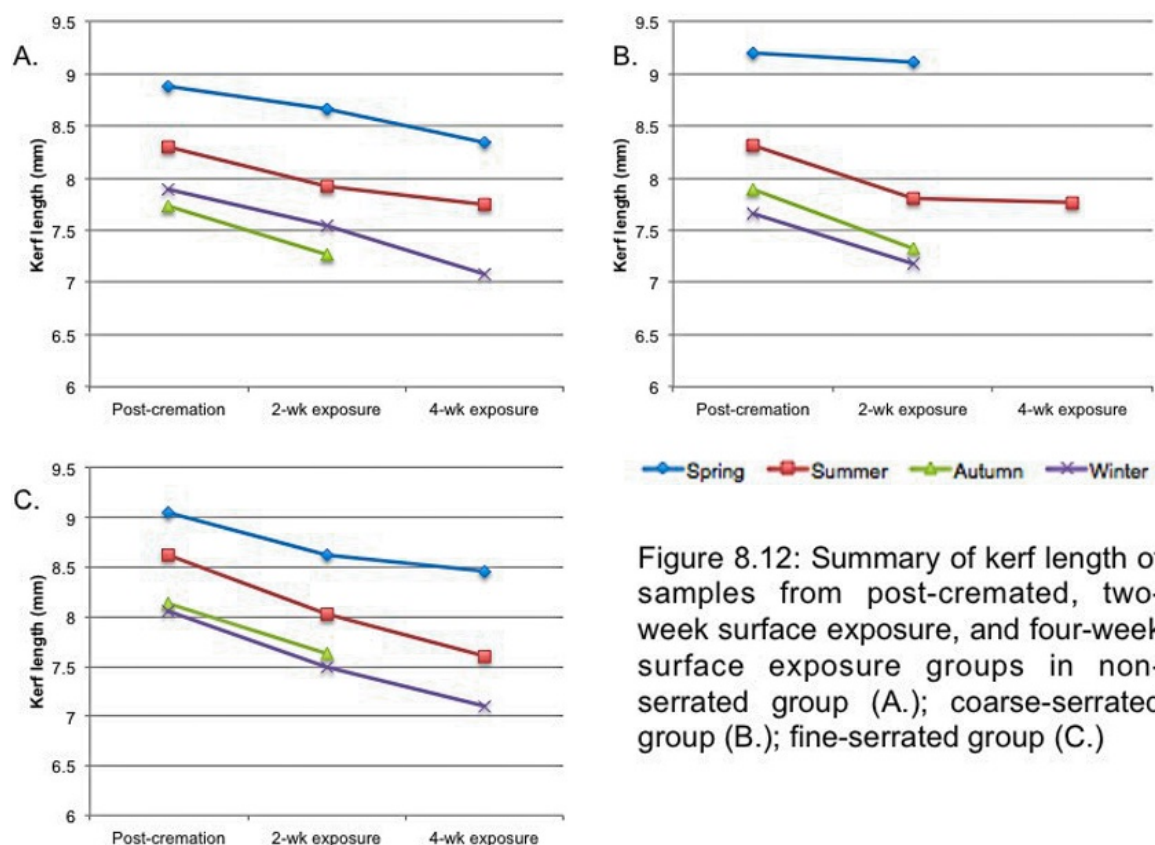 A.
9.5
9
8.5
8
7.5
7
6.5
6
Kerf length (mm)
Post-cremation 2-wk exposure 4-wk exposure
B.
9.5
9
8.5
8
7.5
7
6.5
6
Kerf length (mm)
Post-cremation 2-wk exposure 4-wk exposure
C.
9.5
9
8.5
8
7.5
7
6.5
6
Kerf length (mm)
Post-cremation 2-wk exposure 4-wk exposure
Spring Summer Autumn Winter
Figure 8.12: Summary of kerf length of
samples from post-cremated, two-
week surface exposure, and four-week
surface exposure groups in non-
serrated group (A.); coarse-serrated
group (B.); fine-serrated group (C.)